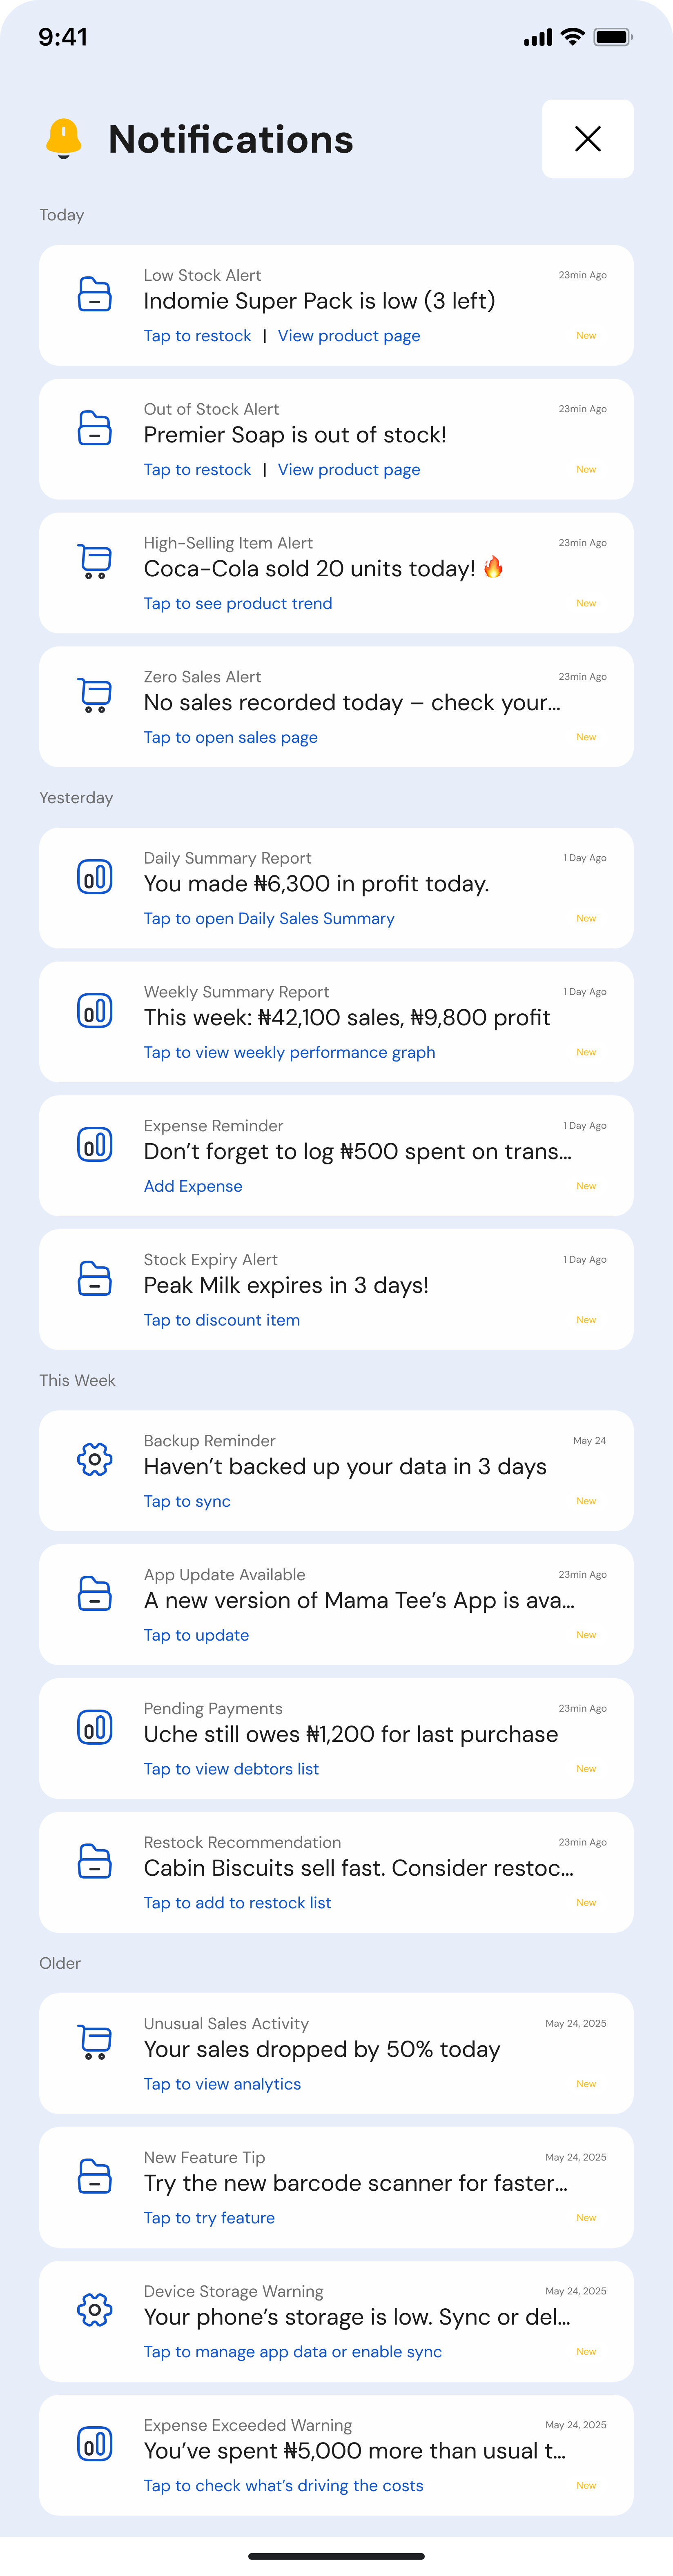 9:41
Notifications
Today
Low Stock Alert
23min Ago
Indomie Super Pack is low (3 left)
Tap to restock | View product page
New
Out of Stock Alert
23min Ago
Premier Soap is out of stock!
Tap to restock | View product page
New
High-Selling Item Alert
23min Ago
Coca-Cola sold 20 units today! 🔥
Tap to see product trend
New
Zero Sales Alert
23min Ago
No sales recorded today – check your...
Tap to open sales page
New
Yesterday
Daily Summary Report
1 Day Ago
You made ₦6,300 in profit today.
Tap to open Daily Sales Summary
New
Weekly Summary Report
1 Day Ago
This week: ₦42,100 sales, ₦9,800 profit
Tap to view weekly performance graph
New
Expense Reminder
1 Day Ago
Don’t forget to log ₦500 spent on trans...
Add Expense
New
Stock Expiry Alert
1 Day Ago
Peak Milk expires in 3 days!
Tap to discount item
New
This Week
Backup Reminder
May 24
Haven’t backed up your data in 3 days
Tap to sync
New
App Update Available
23min Ago
A new version of Mama Tee’s App is ava...
Tap to update
New
Pending Payments
23min Ago
Uche still owes ₦1,200 for last purchase
Tap to view debtors list
New
Restock Recommendation
23min Ago
Cabin Biscuits sell fast. Consider restoc...
Tap to add to restock list
New
Older
Unusual Sales Activity
May 24, 2025
Your sales dropped by 50% today
Tap to view analytics
New
New Feature Tip
May 24, 2025
Try the new barcode scanner for faster...
Tap to try feature
New
Device Storage Warning
May 24, 2025
Your phone’s storage is low. Sync or del...
Tap to manage app data or enable sync
New
Expense Exceeded Warning
May 24, 2025
You’ve spent ₦5,000 more than usual t...
Tap to check what’s driving the costs
New